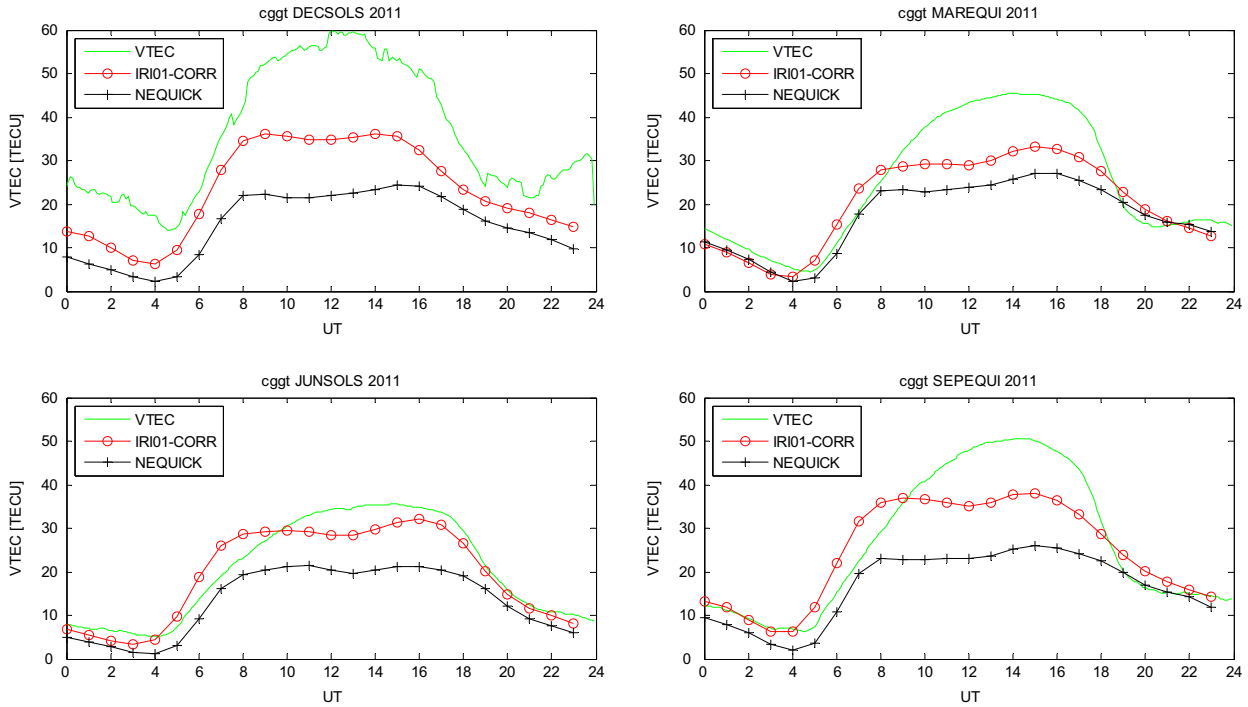 cggt DECSOLS 2011
VTEC
IRI01-CORR
NEQUICK
VTEC [TECU]
60
50
40
30
20
10
0
0 2 4 6 8 10 12 14 16 18 20 22 24
UT
cggt MAREQUI 2011
VTEC
IRI01-CORR
NEQUICK
VTEC [TECU]
60
50
40
30
20
10
0
0 2 4 6 8 10 12 14 16 18 20 22 24
UT
cggt JUNSOLS 2011
VTEC
IRI01-CORR
NEQUICK
VTEC [TECU]
60
50
40
30
20
10
0
0 2 4 6 8 10 12 14 16 18 20 22 24
UT
cggt SEPEQUI 2011
VTEC
IRI01-CORR
NEQUICK
VTEC [TECU]
60
50
40
30
20
10
0
0 2 4 6 8 10 12 14 16 18 20 22 24
UT